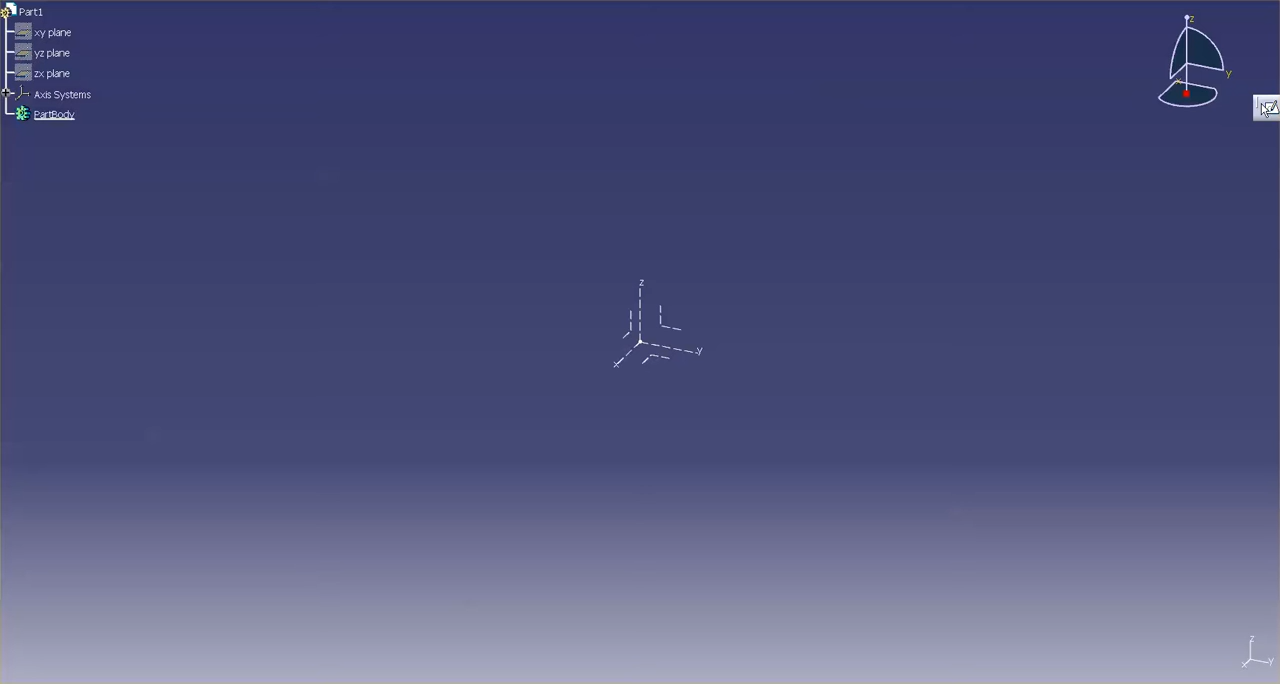 Part1
xy plane
yz plane
zx plane
Axis Systems
PartBody
z
y
x
z
y
x
z
y
x